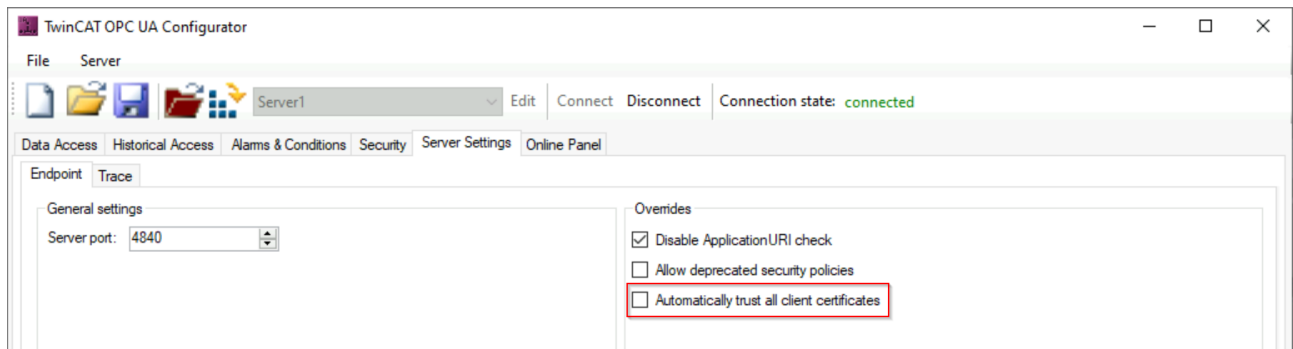 TwinCAT OPC UA Configurator
File Server
Server1 Edit Connect Disconnect Connection state: connected
Data Access Historical Access Alarms & Conditions Security Server Settings Online Panel
Endpoint Trace
General settings
Server port: 4840
Overrides
Disable ApplicationURI check
Allow deprecated security policies
Automatically trust all client certificates